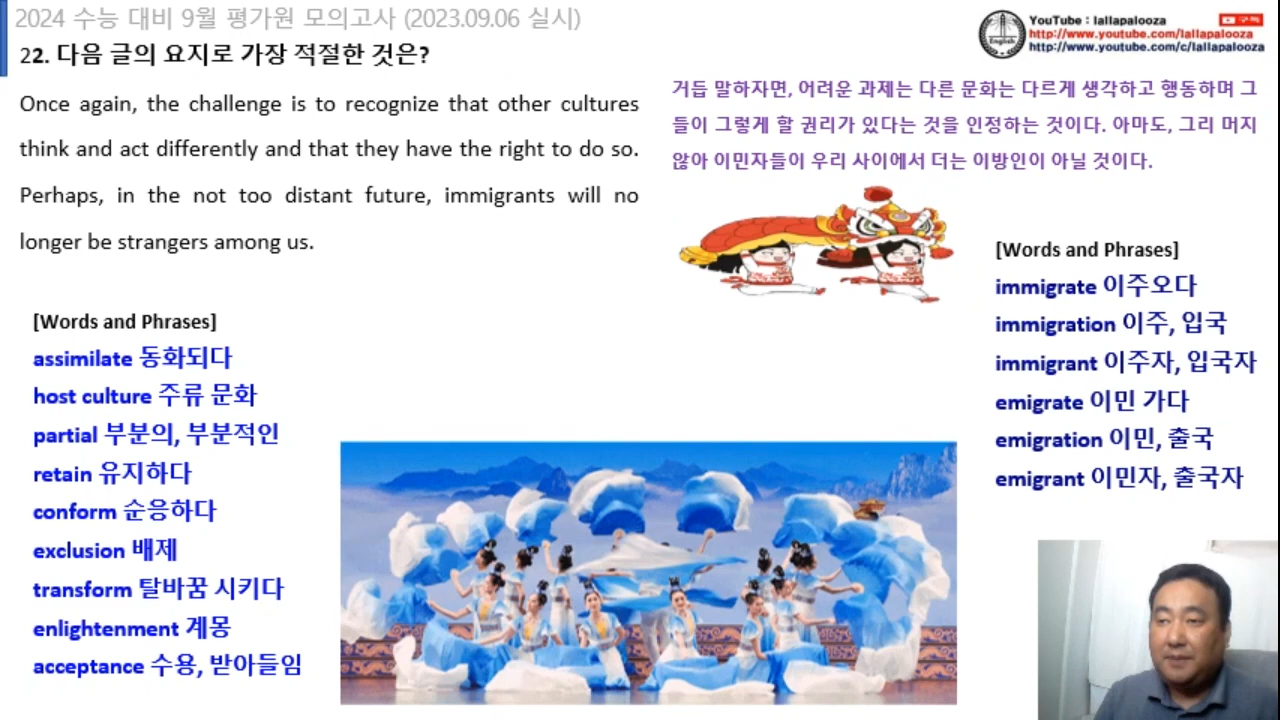 2024 수능 대비 9월 평가원 모의고사 (2023.09.06 실시)
22. 다음 글의 요지로 가장 적절한 것은?
YouTube : lallapalooza
구독
http://www.youtube.com/lallapalooza
http://www.youtube.com/c/lallapalooza
English
Once again, the challenge is to recognize that other cultures
think and act differently and that they have the right to do so.
Perhaps, in the not too distant future, immigrants will no
longer be strangers among us.
거듭 말하자면, 어려운 과제는 다른 문화는 다르게 생각하고 행동하며 그
들이 그렇게 할 권리가 있다는 것을 인정하는 것이다. 아마도, 그리 머지
않아 이민자들이 우리 사이에서 더는 이방인이 아닐 것이다.
[Words and Phrases]
assimilate 동화되다
host culture 주류 문화
partial 부분의, 부분적인
retain 유지하다
conform 순응하다
exclusion 배제
transform 탈바꿈 시키다
enlightenment 계몽
acceptance 수용, 받아들임
[Words and Phrases]
immigrate 이주오다
immigration 이주, 입국
immigrant 이주자, 입국자
emigrate 이민 가다
emigration 이민, 출국
emigrant 이민자, 출국자